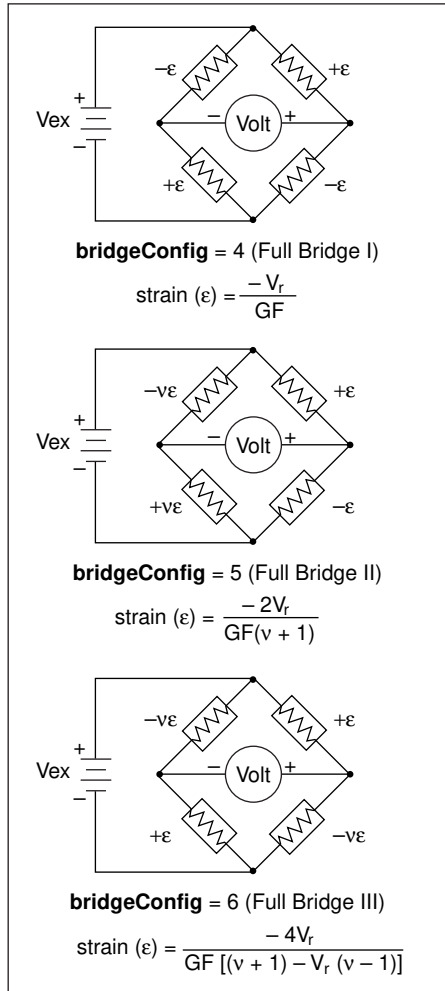 −ε +ε
+
Vex
−
− Volt +
+ε −ε
bridgeConfig = 4 (Full Bridge I)
strain (ε) = − Vr / GF
−νε +ε
+
Vex
−
− Volt +
+νε −ε
bridgeConfig = 5 (Full Bridge II)
strain (ε) = − 2Vr / GF(ν + 1)
−νε +ε
+
Vex
−
− Volt +
+ε −νε
bridgeConfig = 6 (Full Bridge III)
strain (ε) = − 4Vr / GF [(ν + 1) − Vr (ν − 1)]